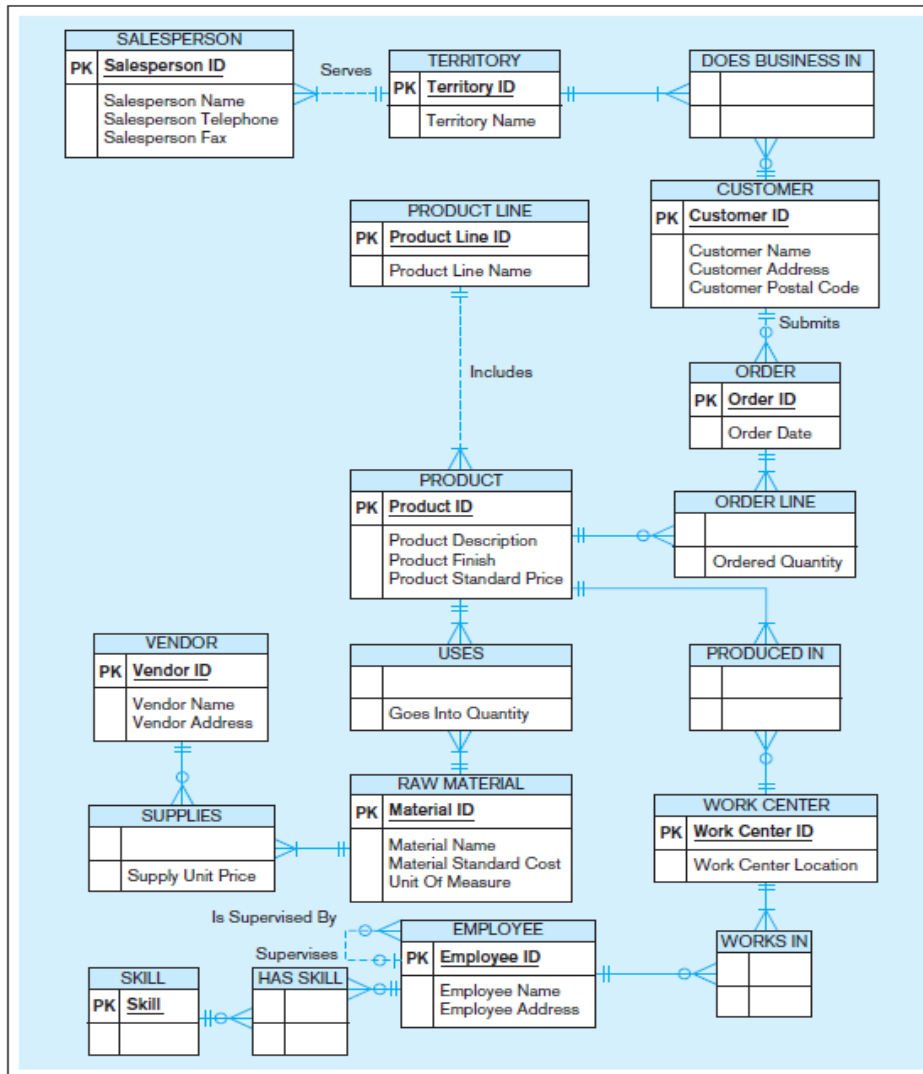 SALESPERSON
PK Salesperson ID
Salesperson Name
Salesperson Telephone
Salesperson Fax
Serves
TERRITORY
PK Territory ID
Territory Name
DOES BUSINESS IN
PRODUCT LINE
PK Product Line ID
Product Line Name
CUSTOMER
PK Customer ID
Customer Name
Customer Address
Customer Postal Code
Submits
Includes
ORDER
PK Order ID
Order Date
PRODUCT
PK Product ID
Product Description
Product Finish
Product Standard Price
ORDER LINE
Ordered Quantity
VENDOR
PK Vendor ID
Vendor Name
Vendor Address
USES
Goes Into Quantity
PRODUCED IN
SUPPLIES
Supply Unit Price
RAW MATERIAL
PK Material ID
Material Name
Material Standard Cost
Unit Of Measure
WORK CENTER
PK Work Center ID
Work Center Location
Is Supervised By
Supervises
EMPLOYEE
PK Employee ID
Employee Name
Employee Address
WORKS IN
SKILL
PK Skill
HAS SKILL